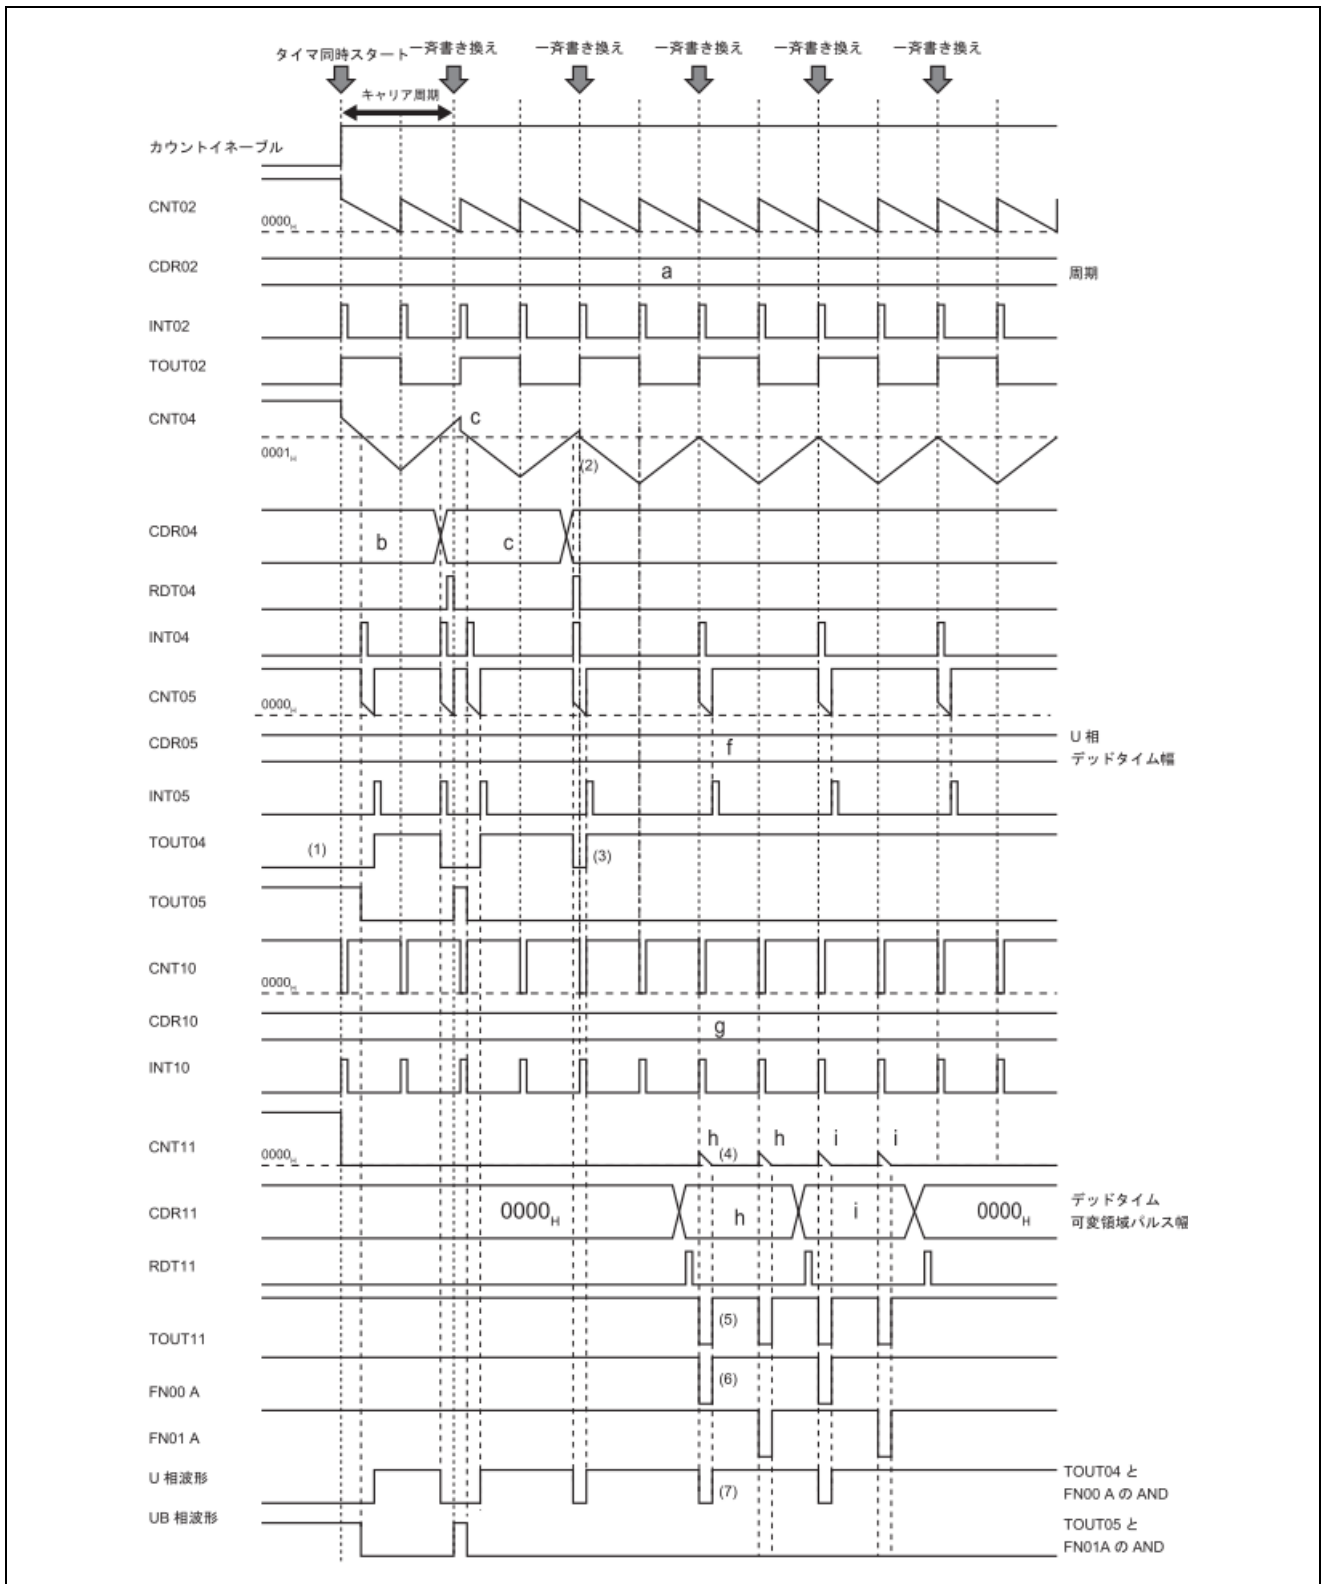 タイマ同時スタート
一斉書き換え
一斉書き換え
一斉書き換え
一斉書き換え
一斉書き換え
キャリア周期
カウントイネーブル
CNT02
0000H
CDR02
a
周期
INT02
TOUT02
CNT04
c
0001H
(2)
CDR04
b
c
RDT04
INT04
CNT05
0000H
CDR05
f
U 相
デッドタイム幅
INT05
TOUT04
(1)
(3)
TOUT05
CNT10
0000H
CDR10
g
INT10
CNT11
0000H
h
(4)
h
i
i
CDR11
0000H
h
i
0000H
デッドタイム
可変領域パルス幅
RDT11
TOUT11
(5)
FN00 A
(6)
FN01 A
U 相波形
(7)
TOUT04 と
FN00 A の AND
UB 相波形
TOUT05 と
FN01A の AND